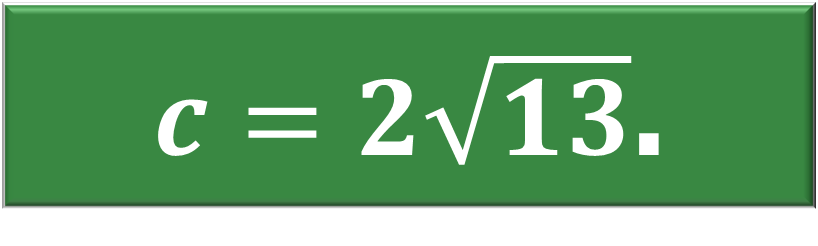 c = 2√13.